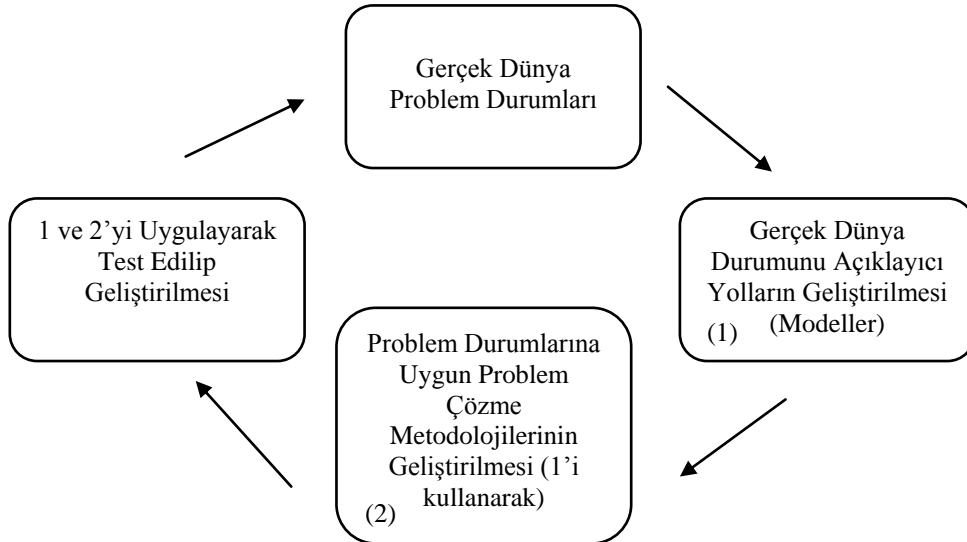 Gerçek Dünya
Problem Durumları
Gerçek Dünya
Durumunu Açıklayıcı
Yolların Geliştirilmesi
(1) (Modeller)
Problem Durumlarına
Uygun Problem
Çözme
Metodolojilerinin
Geliştirilmesi (1’i
kullanarak)
(2)
1 ve 2’yi Uygulayarak
Test Edilip
Geliştirilmesi